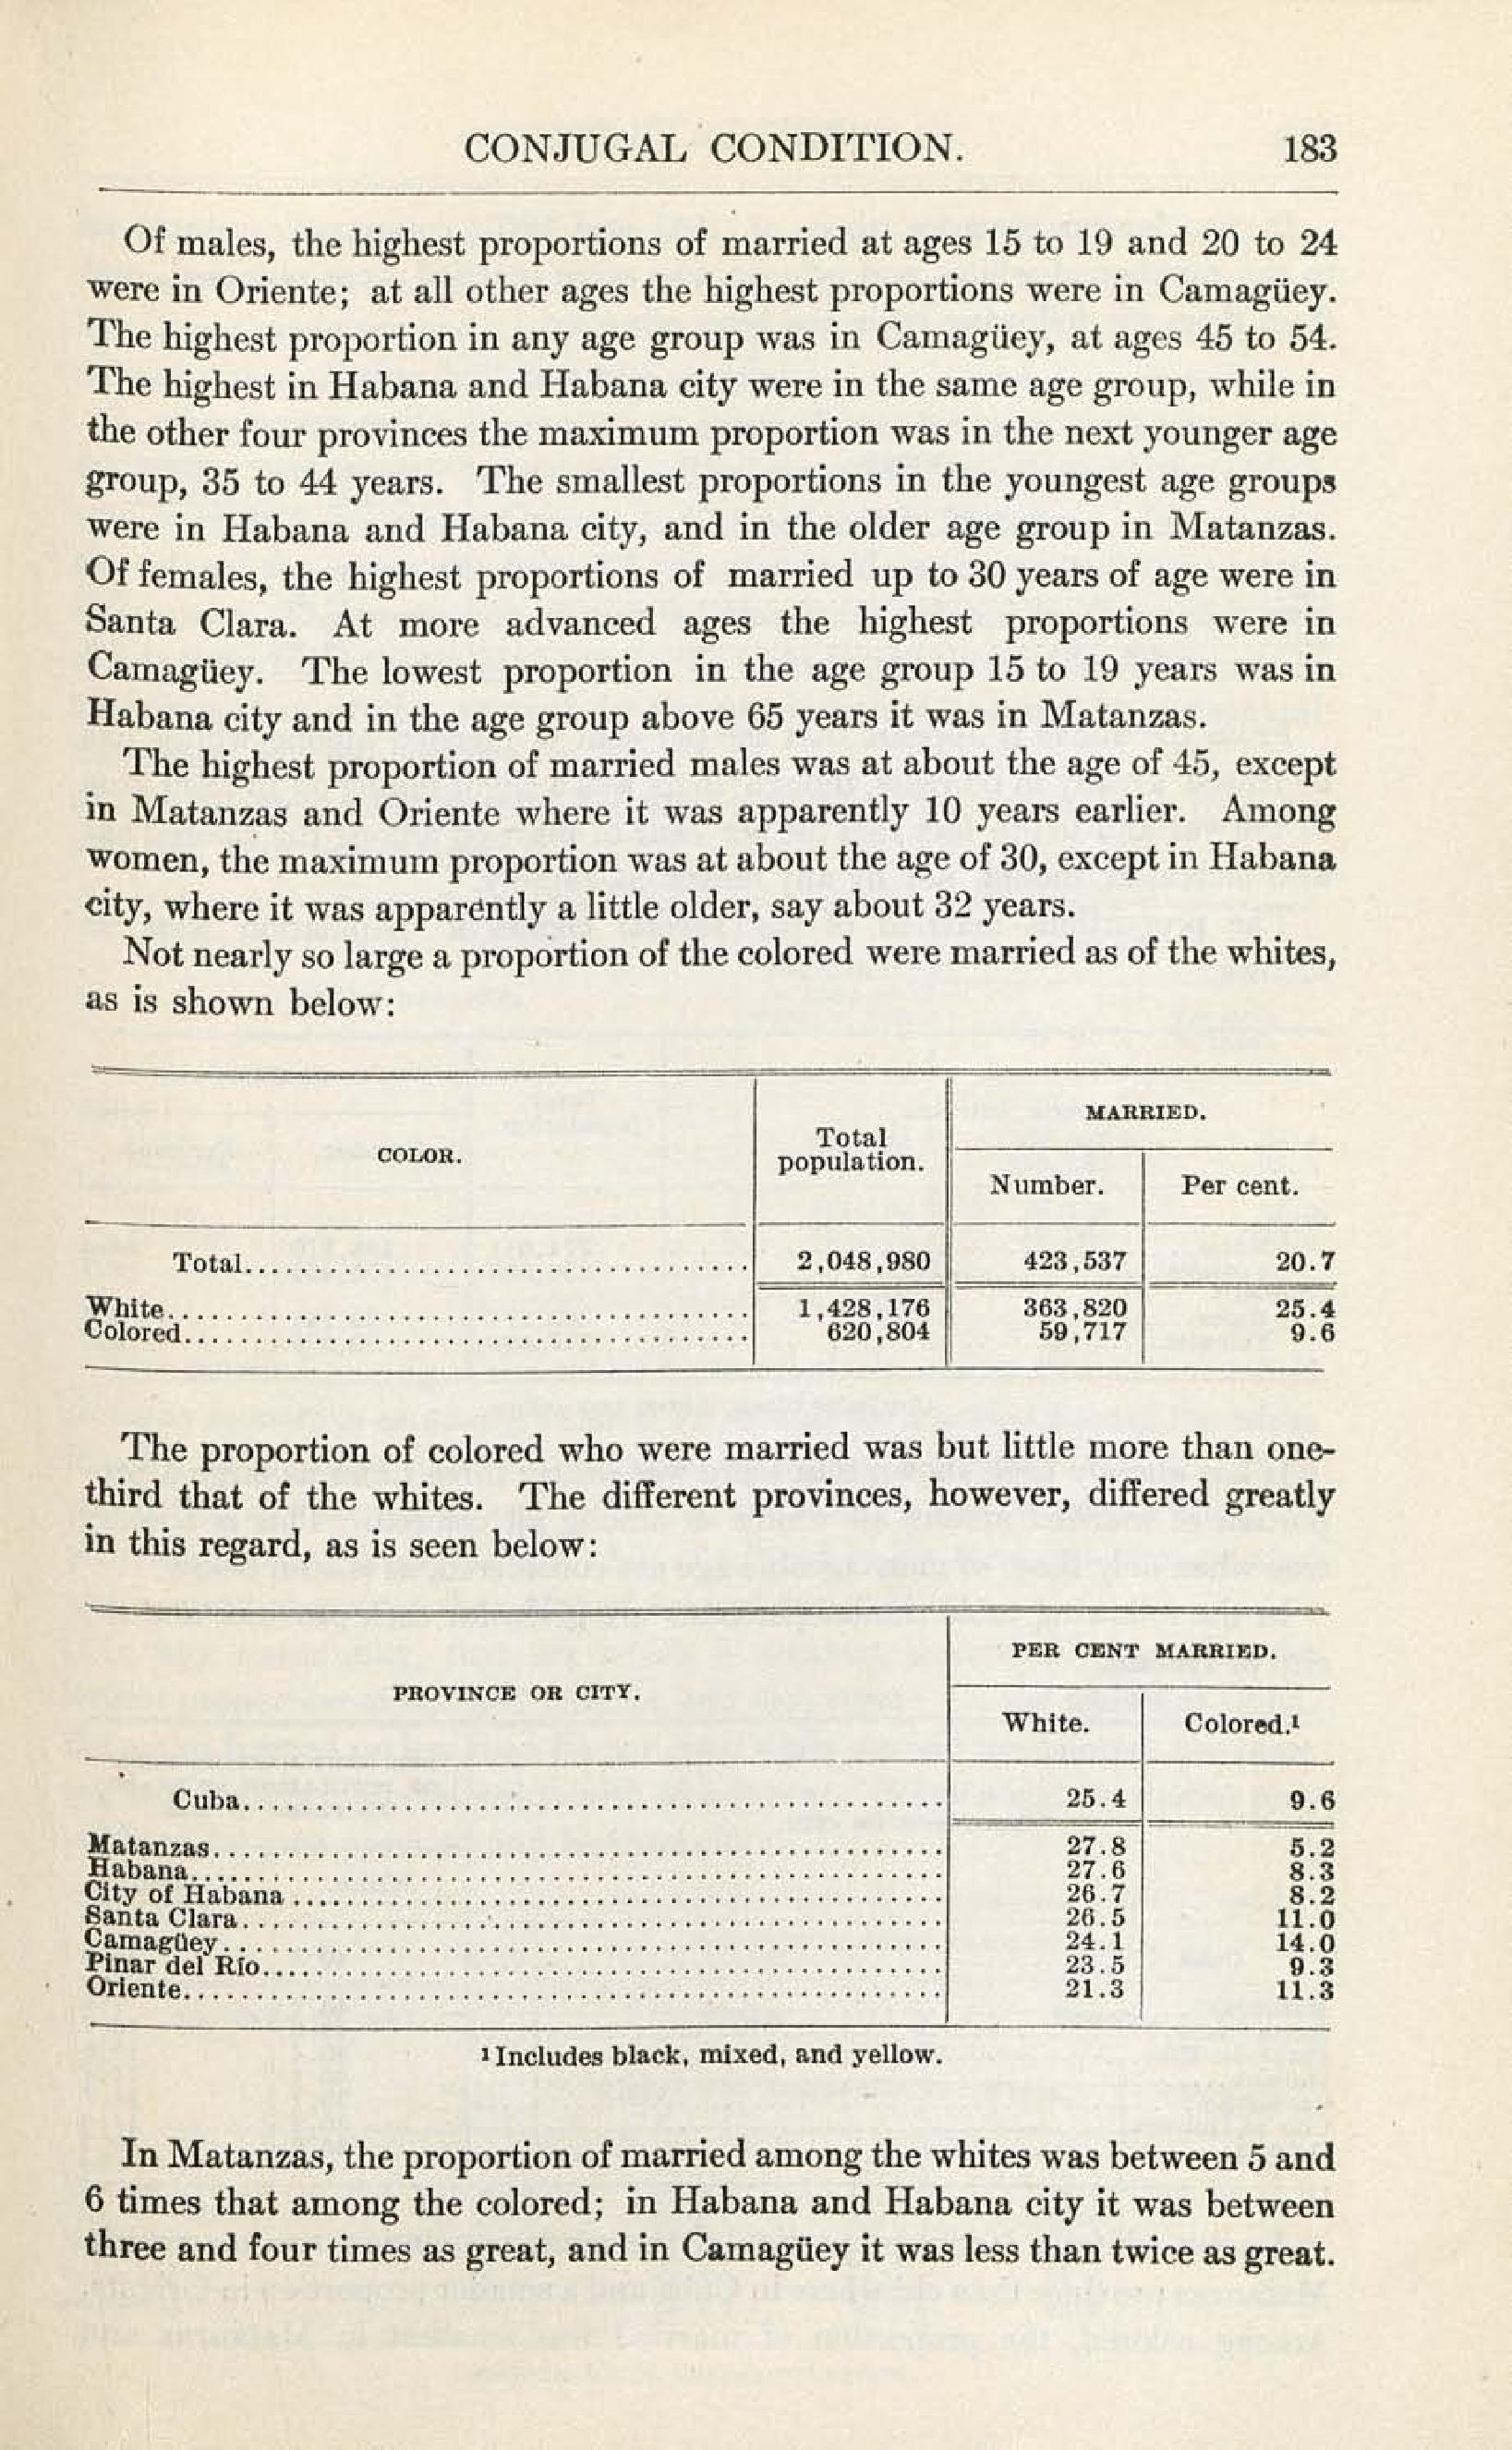 CONJUGAL CONDITION. 183
Of males, the highest proportions of married at ages 15 to 19 and 20 to 24
were in Oriente; at all other ages the highest proportions were in Camagüey.
The highest proportion in any age group was in Camagüey, at ages 45 to 54.
The highest in Habana and Habana city were in the same age group, while in
the other four provinces the maximum proportion was in the next younger age
group, 35 to 44 years. The smallest proportions in the youngest age groups
were in Habana and Habana city, and in the older age group in Matanzas.
Of females, the highest proportions of married up to 30 years of age were in
Santa Clara. At more advanced ages the highest proportions were in
Camagüey. The lowest proportion in the age group 15 to 19 years was in
Habana city and in the age group above 65 years it was in Matanzas.
The highest proportion of married males was at about the age of 45, except
in Matanzas and Oriente where it was apparently 10 years earlier. Among
women, the maximum proportion was at about the age of 30, except in Habana
city, where it was apparently a little older, say about 32 years.
Not nearly so large a proportion of the colored were married as of the whites,
as is shown below:
MARRIED.
COLOR. Total
population.
Number. Per cent.
Total 2,048,980 423,537 20.7
White 1,428,176 363,820 25.4
Colored 620,804 59,717 9.6
The proportion of colored who were married was but little more than one-
third that of the whites. The different provinces, however, differed greatly
in this regard, as is seen below:
PER CENT MARRIED.
PROVINCE OR CITY.
White. Colored.¹
Cuba 25.4 9.6
Matanzas 27.8 5.2
Habana 27.6 8.3
City of Habana 26.7 8.2
Santa Clara 26.5 11.0
Camagüey 24.1 14.0
Pinar del Río 23.5 9.3
Oriente 21.3 11.3
¹ Includes black, mixed, and yellow.
In Matanzas, the proportion of married among the whites was between 5 and
6 times that among the colored; in Habana and Habana city it was between
three and four times as great, and in Camagüey it was less than twice as great.